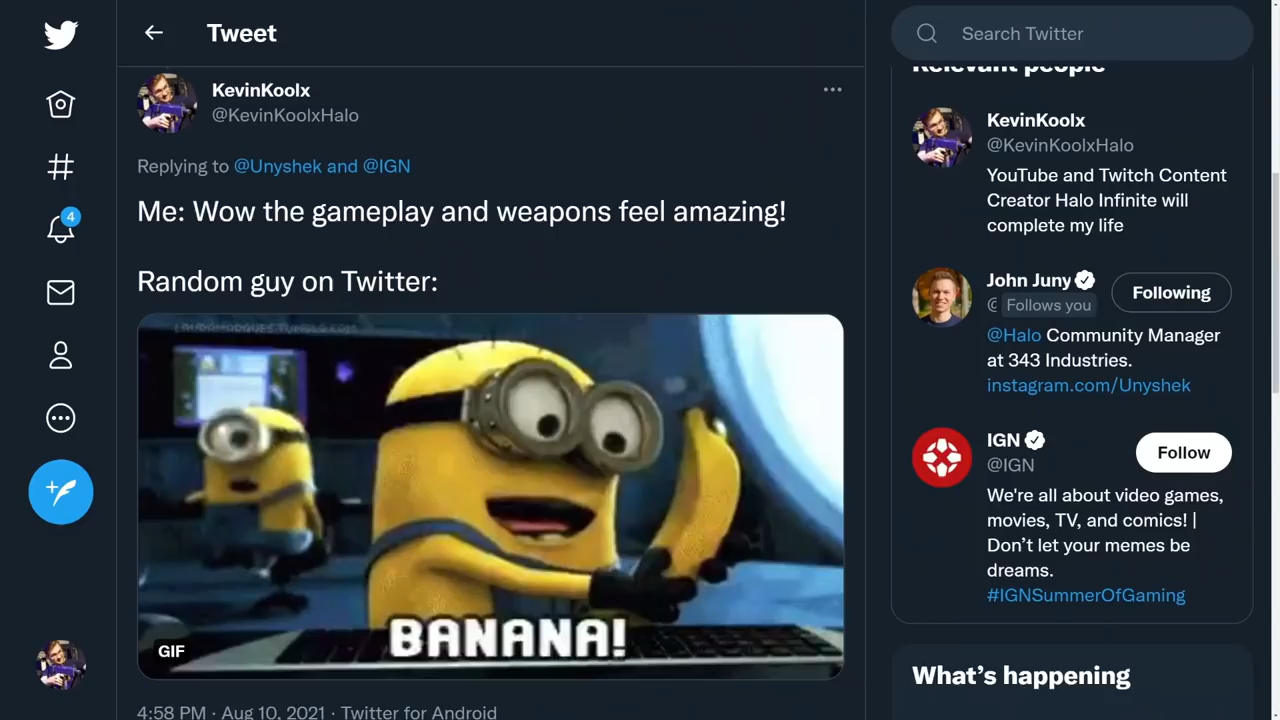 Tweet
KevinKoolx
@KevinKoolxHalo
Replying to @Unyshek and @IGN
Me: Wow the gameplay and weapons feel amazing!
Random guy on Twitter:
BANANA!
GIF
4:58 PM · Aug 10, 2021 · Twitter for Android
4
Search Twitter
Relevant people
KevinKoolx
@KevinKoolxHalo
YouTube and Twitch Content
Creator Halo Infinite will
complete my life
John Juny
Follows you
Following
@Halo Community Manager
at 343 Industries.
instagram.com/Unyshek
IGN
@IGN
Follow
We're all about video games,
movies, TV, and comics! |
Don’t let your memes be
dreams.
#IGNSummerOfGaming
What’s happening